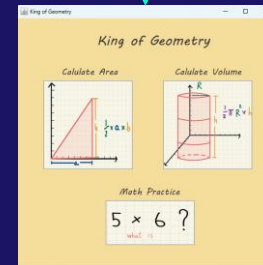 King of Geometry
King of Geometry
Calulate Area
Calulate Volume
h
1/2 x a x b
a
R
h
Math Practice
5 × 6 ?
what is